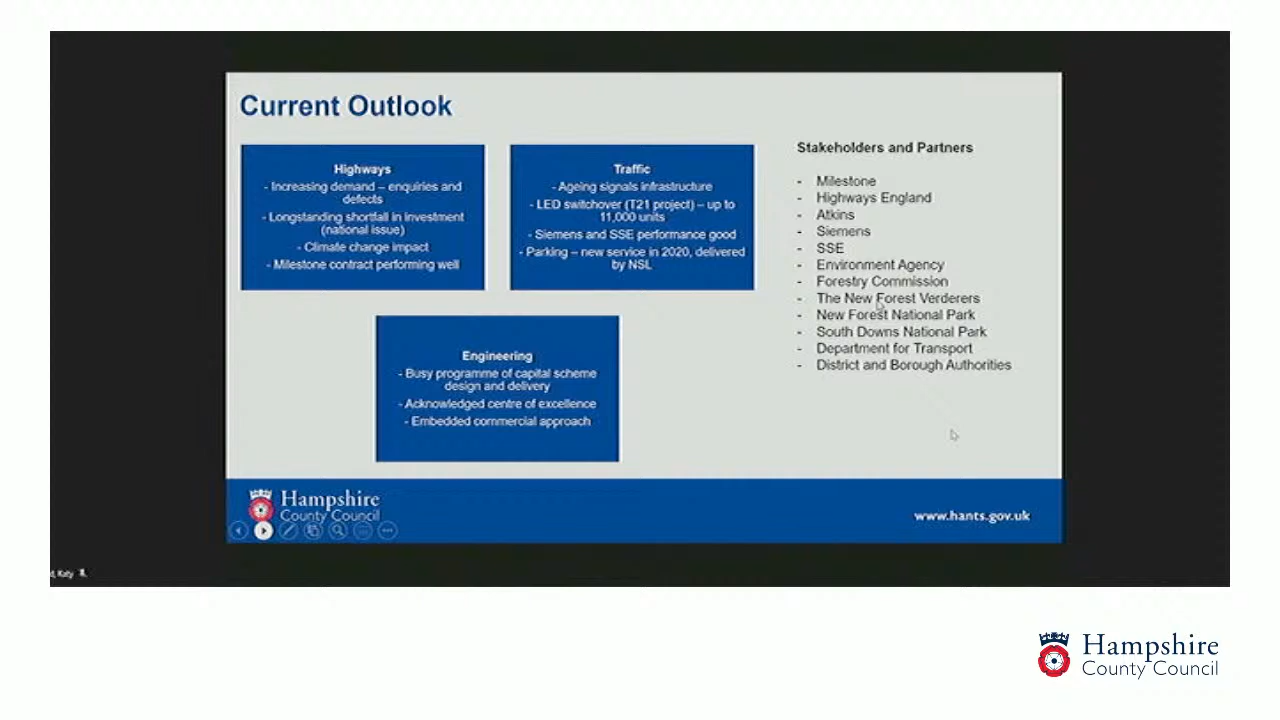 Current Outlook
Highways
- Increasing demand – enquiries and
defects
- Longstanding shortfall in investment
(national issue)
- Climate change impact
- Milestone contract performing well
Traffic
- Ageing signals infrastructure
- LED switchover (T21 project) – up to
11,000 units
- Siemens and SSE performance good
- Parking – new service in 2020, delivered
by NSL
Engineering
- Busy programme of capital scheme
design and delivery
- Acknowledged centre of excellence
- Embedded commercial approach
Stakeholders and Partners
- Milestone
- Highways England
- Atkins
- Siemens
- SSE
- Environment Agency
- Forestry Commission
- The New Forest Verderers
- New Forest National Park
- South Downs National Park
- Department for Transport
- District and Borough Authorities
Hampshire
County Council
www.hants.gov.uk
Katy
Hampshire
County Council